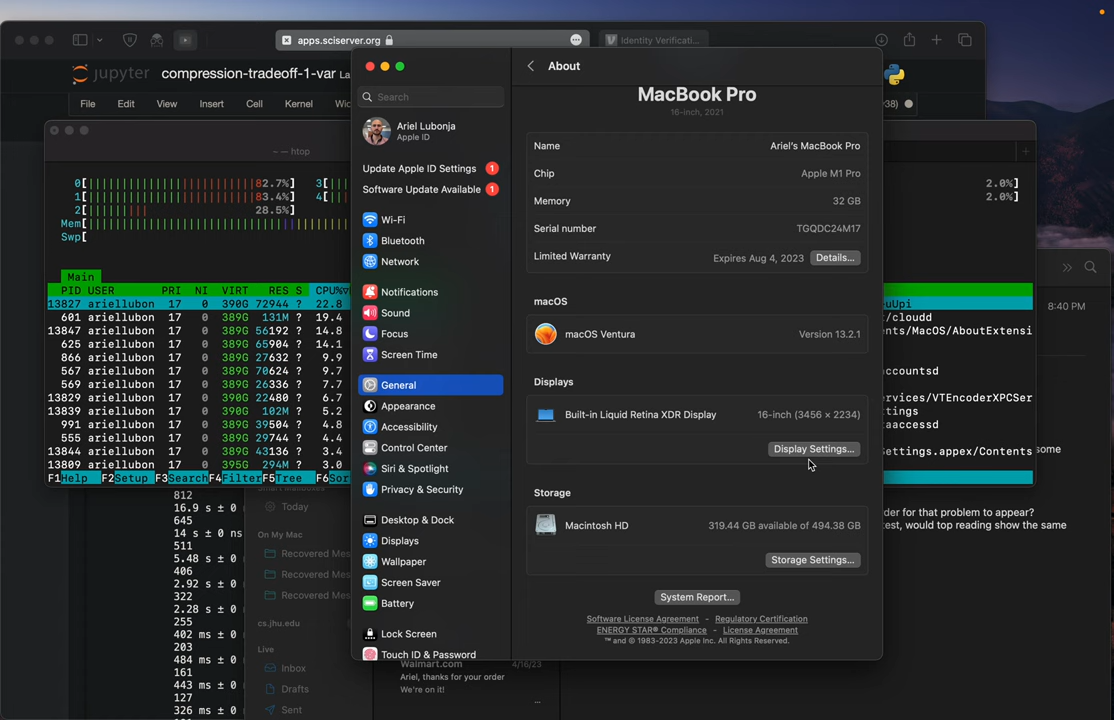 apps.sciserver.org
Identity Verificati...
jupyter compression-tradeoff-1-var La
File Edit View Insert Cell Kernel Wid
~ — htop
0[ 82.7%] 3[
1[ 83.4%] 4[
2[ 28.5%]
Mem[
Swp[
2.0%]
2.0%]
Main
PID USER PRI NI VIRT RES S CPU%▽
13827 ariellubon 17 0 390G 72944 ? 22.8
601 ariellubon 17 0 389G 131M ? 19.4
13847 ariellubon 17 0 389G 56192 ? 14.8
625 ariellubon 17 0 389G 65904 ? 14.1
866 ariellubon 17 0 389G 27632 ? 9.9
567 ariellubon 17 0 389G 70624 ? 9.7
569 ariellubon 17 0 389G 26336 ? 7.7
13829 ariellubon 17 0 390G 22480 ? 6.7
13839 ariellubon 17 0 390G 102M ? 5.2
991 ariellubon 17 0 389G 39504 ? 4.8
555 ariellubon 17 0 389G 29744 ? 4.4
13844 ariellubon 17 0 389G 43136 ? 3.4
13809 ariellubon 17 0 395G 294M ? 3.0
F1Help F2Setup F3Search F4Filter F5Tree F6Sor
Search
Ariel Lubonja
Apple ID
Update Apple ID Settings 1
Software Update Available 1
Wi-Fi
Bluetooth
Network
Notifications
Sound
Focus
Screen Time
General
Appearance
Accessibility
Control Center
Siri & Spotlight
Privacy & Security
Desktop & Dock
Displays
Wallpaper
Screen Saver
Battery
Lock Screen
Touch ID & Password
About
MacBook Pro
16-inch, 2021
Name Ariel's MacBook Pro
Chip Apple M1 Pro
Memory 32 GB
Serial number TGQDC24M17
Limited Warranty Expires Aug 4, 2023 Details...
macOS
macOS Ventura Version 13.2.1
Displays
Built-in Liquid Retina XDR Display 16-inch (3456 × 2234)
Display Settings...
Storage
Macintosh HD 319.44 GB available of 494.38 GB
Storage Settings...
System Report...
Software License Agreement - Regulatory Certification
ENERGY STAR® Compliance - License Agreement
™ and © 1983-2023 Apple Inc. All Rights Reserved.
euUpi
t/cloudd
ents/MacOS/AboutExtensi
ccountsd
ervices/VTEncoderXPCSer
ttings
taaccessd
Settings.appex/Contents
8:40 PM
some
der for that problem to appear?
test, would top reading show the same
812
16.9 s ± 0
645
14 s ± 0 ns
511
5.48 s ± 0
406
2.92 s ± 0
322
2.28 s ± 0
255
402 ms ± 0
203
484 ms ± 0
161
443 ms ± 0
127
326 ms ± 0
Smart Mailboxes
Today
On My Mac
Recovered Mes
Recovered Mes
Recovered Mes
cs.jhu.edu
Live
Inbox
Drafts
Sent
Walmart.com 4/16/23
Ariel, thanks for your order
We're on it!
...